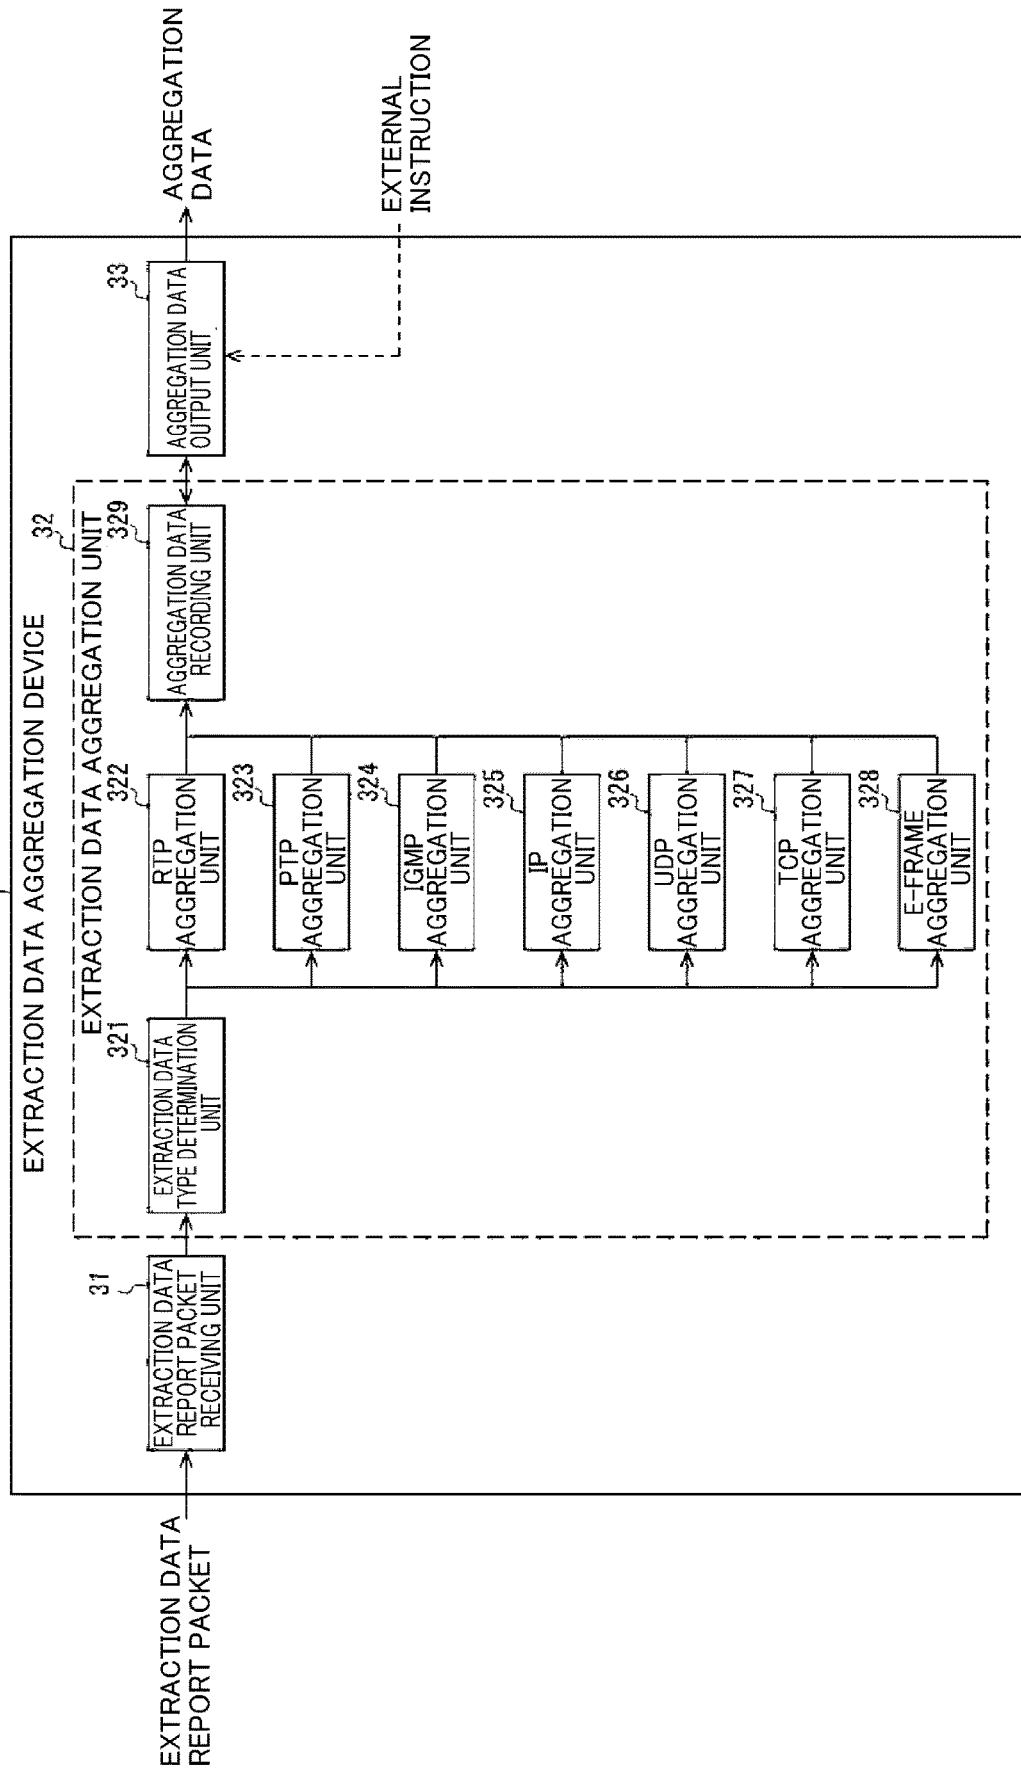 EXTRACTION DATA AGGREGATION DEVICE
32
EXTRACTION DATA AGGREGATION UNIT
EXTRACTION DATA
REPORT PACKET
31
EXTRACTION DATA
REPORT PACKET
RECEIVING UNIT
321
EXTRACTION DATA
TYPE DETERMINATION
UNIT
322
RTP
AGGREGATION
UNIT
323
PTP
AGGREGATION
UNIT
324
IGMP
AGGREGATION
UNIT
325
IP
AGGREGATION
UNIT
326
UDP
AGGREGATION
UNIT
327
TCP
AGGREGATION
UNIT
328
E-FRAME
AGGREGATION
UNIT
329
AGGREGATION DATA
RECORDING UNIT
33
AGGREGATION DATA
OUTPUT UNIT
AGGREGATION
DATA
EXTERNAL
INSTRUCTION